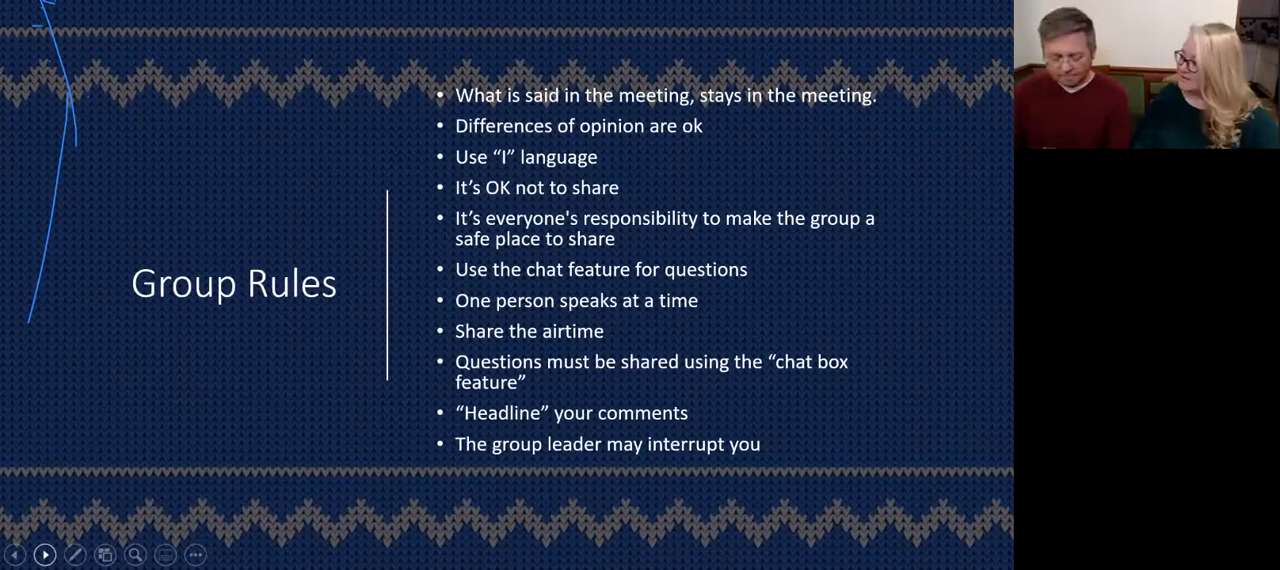 • What is said in the meeting, stays in the meeting.
• Differences of opinion are ok
• Use “I” language
• It’s OK not to share
• It’s everyone's responsibility to make the group a
safe place to share
Group Rules
• Use the chat feature for questions
• One person speaks at a time
• Share the airtime
• Questions must be shared using the “chat box
feature”
• “Headline” your comments
• The group leader may interrupt you